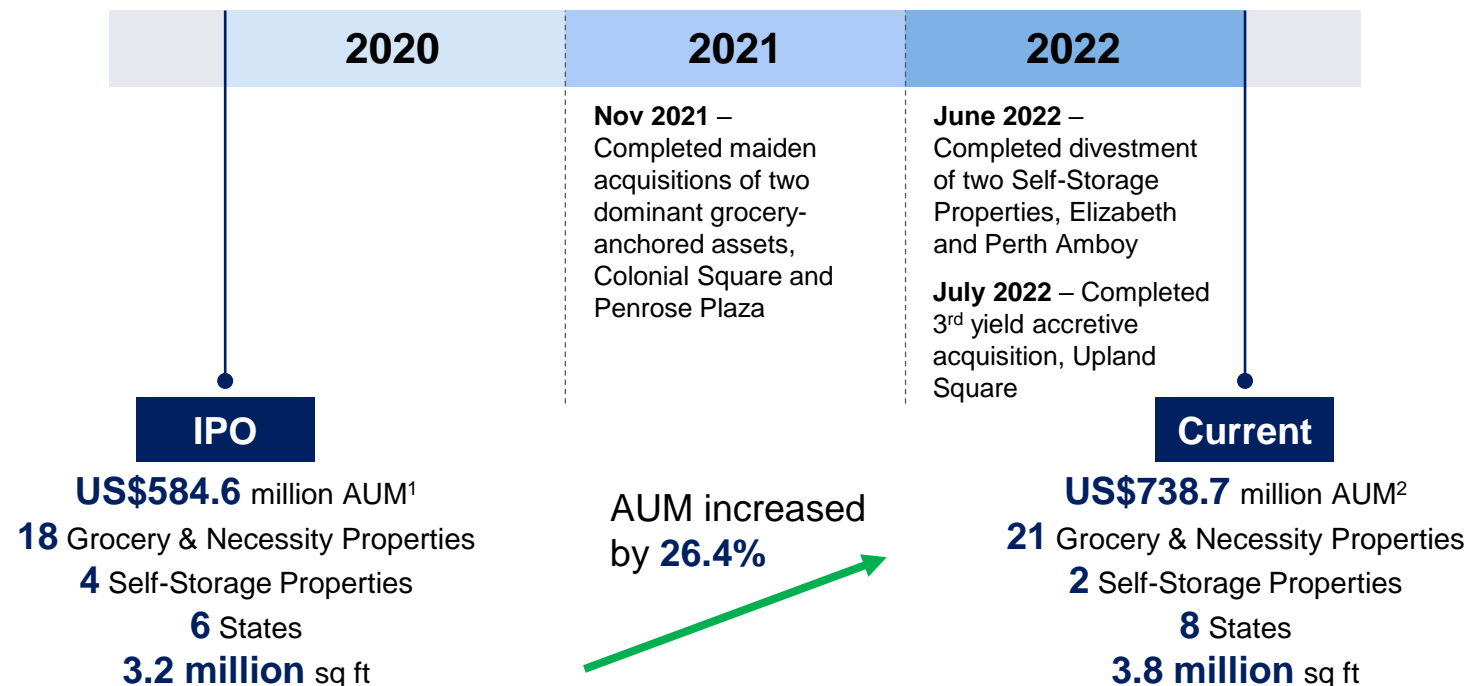 2020
2021
2022
Nov 2021 –
Completed maiden
acquisitions of two
dominant grocery-
anchored assets,
Colonial Square and
Penrose Plaza
June 2022 –
Completed divestment
of two Self-Storage
Properties, Elizabeth
and Perth Amboy
July 2022 – Completed
3rd yield accretive
acquisition, Upland
Square
IPO
US$584.6 million AUM1
18 Grocery & Necessity Properties
4 Self-Storage Properties
6 States
3.2 million sq ft
AUM increased
by 26.4%
Current
US$738.7 million AUM2
21 Grocery & Necessity Properties
2 Self-Storage Properties
8 States
3.8 million sq ft